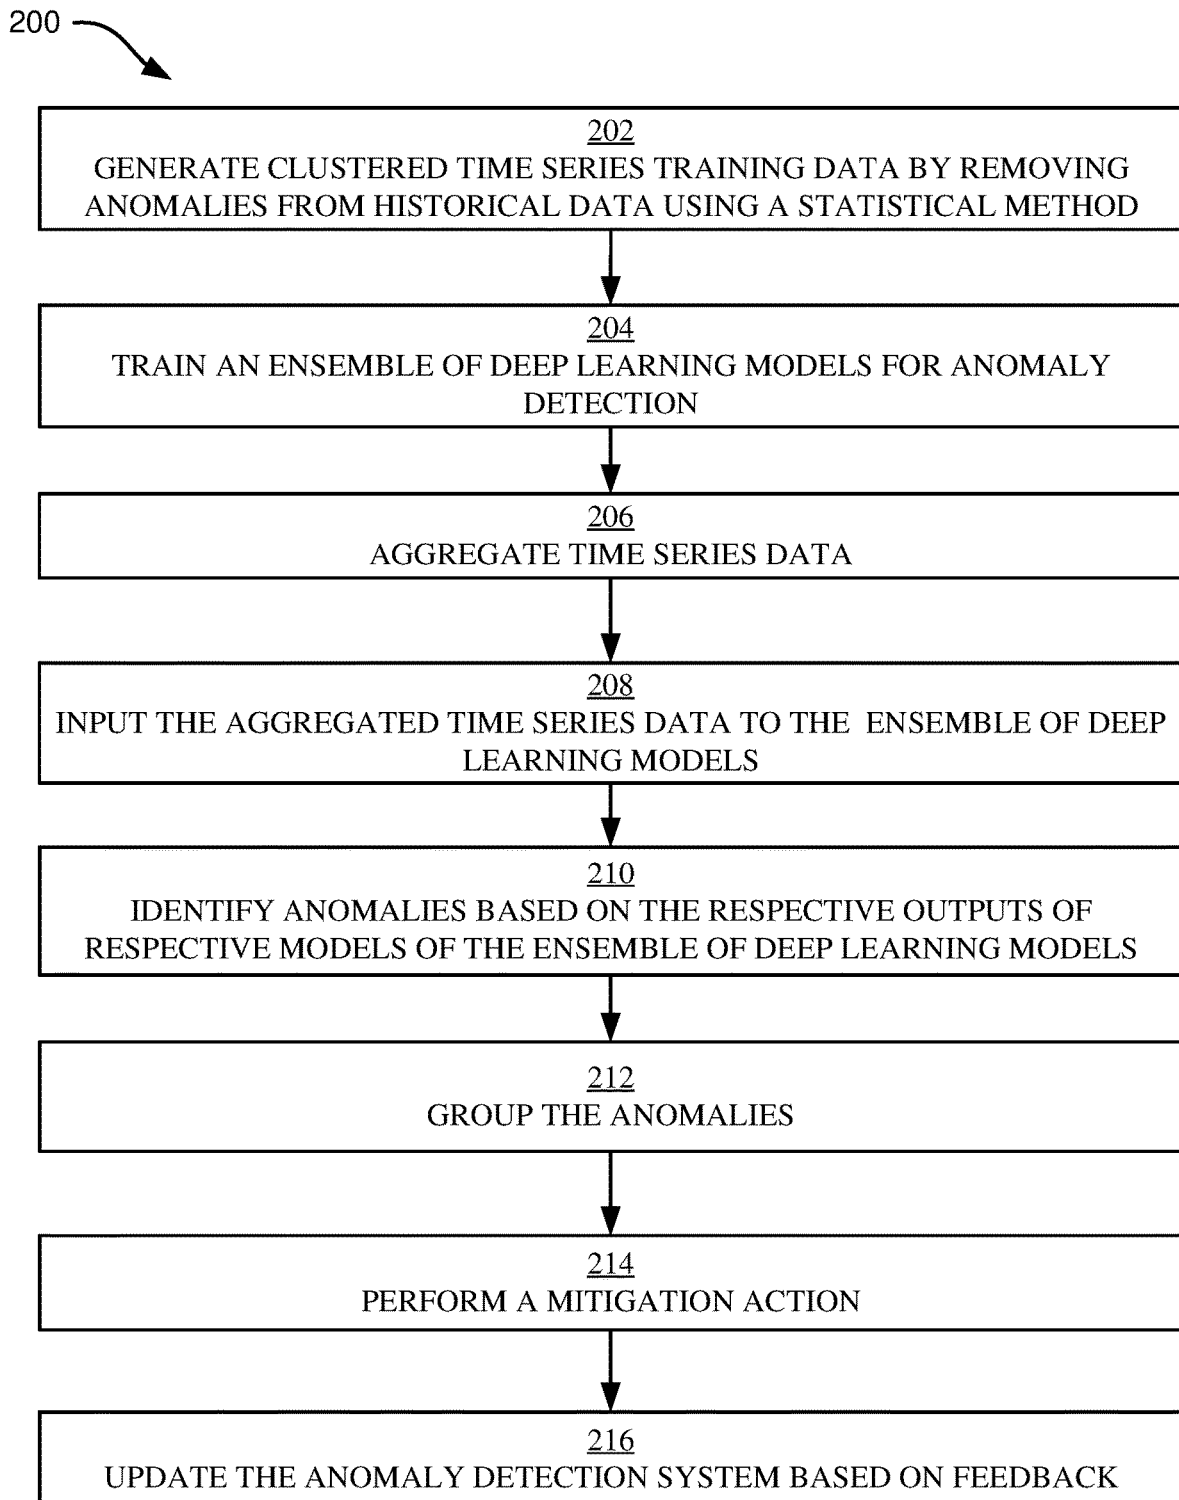 200
202
GENERATE CLUSTERED TIME SERIES TRAINING DATA BY REMOVING
ANOMALIES FROM HISTORICAL DATA USING A STATISTICAL METHOD
204
TRAIN AN ENSEMBLE OF DEEP LEARNING MODELS FOR ANOMALY
DETECTION
206
AGGREGATE TIME SERIES DATA
208
INPUT THE AGGREGATED TIME SERIES DATA TO THE ENSEMBLE OF DEEP
LEARNING MODELS
210
IDENTIFY ANOMALIES BASED ON THE RESPECTIVE OUTPUTS OF
RESPECTIVE MODELS OF THE ENSEMBLE OF DEEP LEARNING MODELS
212
GROUP THE ANOMALIES
214
PERFORM A MITIGATION ACTION
216
UPDATE THE ANOMALY DETECTION SYSTEM BASED ON FEEDBACK